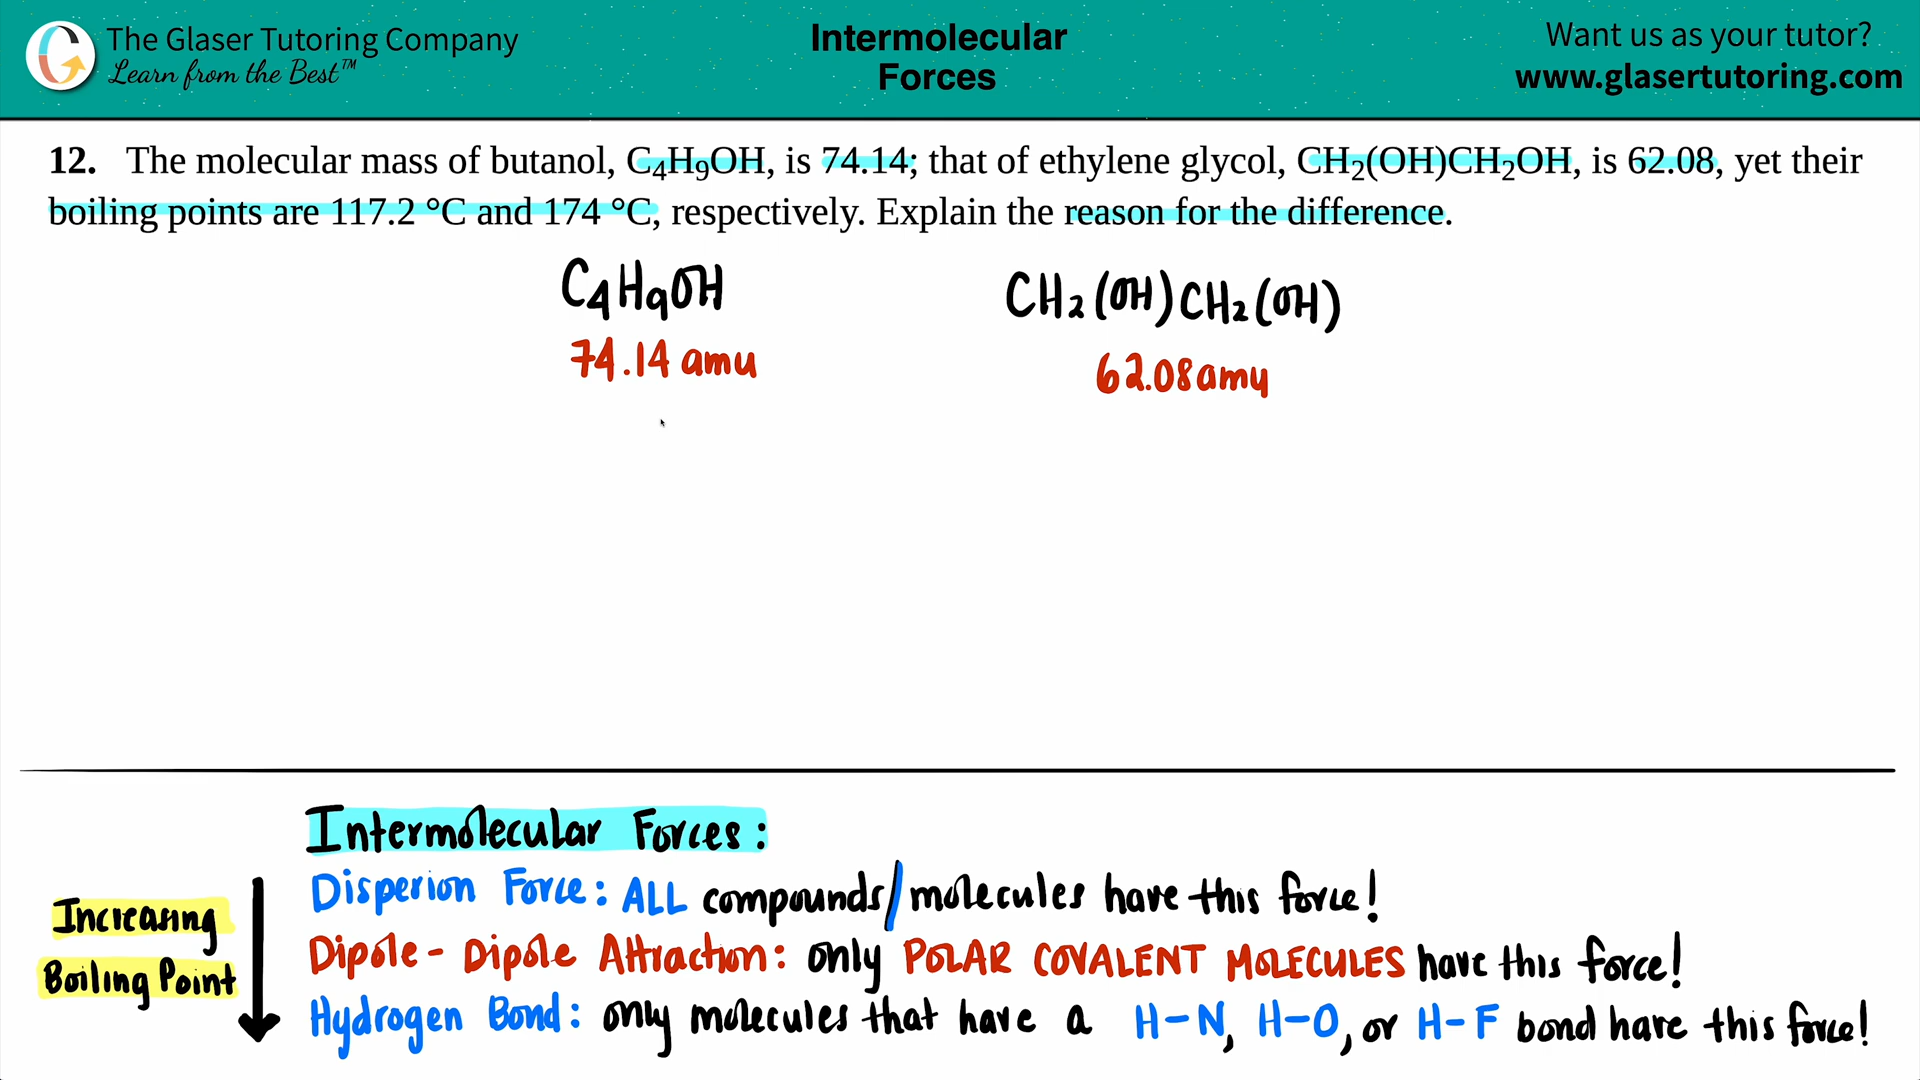 The Glaser Tutoring Company
Learn from the Best™
Intermolecular
Forces
Want us as your tutor?
www.glasertutoring.com
12. The molecular mass of butanol, C₄H₉OH, is 74.14; that of ethylene glycol, CH₂(OH)CH₂OH, is 62.08, yet their
boiling points are 117.2 °C and 174 °C, respectively. Explain the reason for the difference.
C₄H₉OH
CH₂(OH)CH₂(OH)
74.14 amu
62.08 amu
Intermolecular Forces:
Increasing
Boiling Point
Disperion Force: ALL compounds/molecules have this force!
Dipole-Dipole Attraction: only POLAR COVALENT MOLECULES have this force!
Hydrogen Bond: only molecules that have a H-N, H-O, or H-F bond have this force!